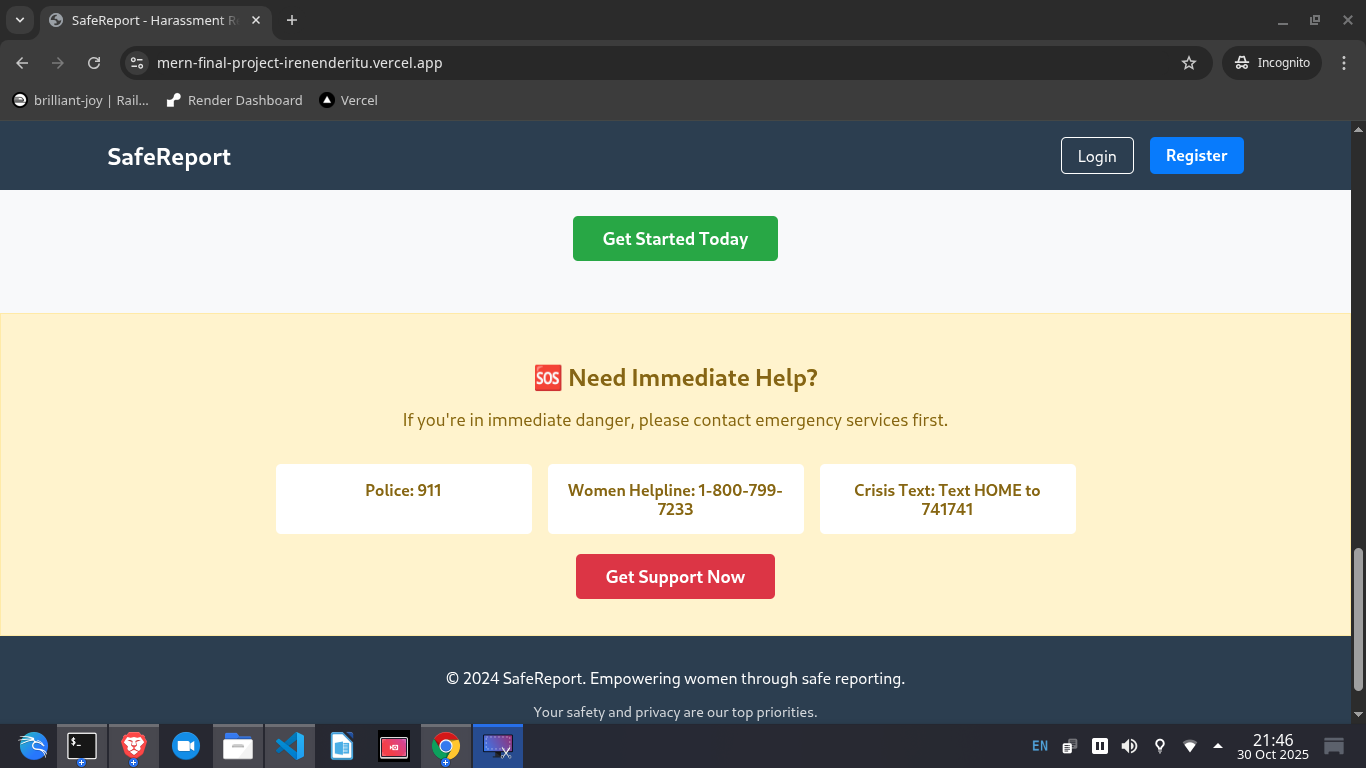 SafeReport - Harassment R
mern-final-project-irenenderitu.vercel.app
Incognito
brilliant-joy | Rail...
Render Dashboard
Vercel
SafeReport
Login
Register
Get Started Today
🆘 Need Immediate Help?
If you're in immediate danger, please contact emergency services first.
Police: 911
Women Helpline: 1-800-799-
7233
Crisis Text: Text HOME to
741741
Get Support Now
© 2024 SafeReport. Empowering women through safe reporting.
Your safety and privacy are our top priorities.
EN
21:46
30 Oct 2025